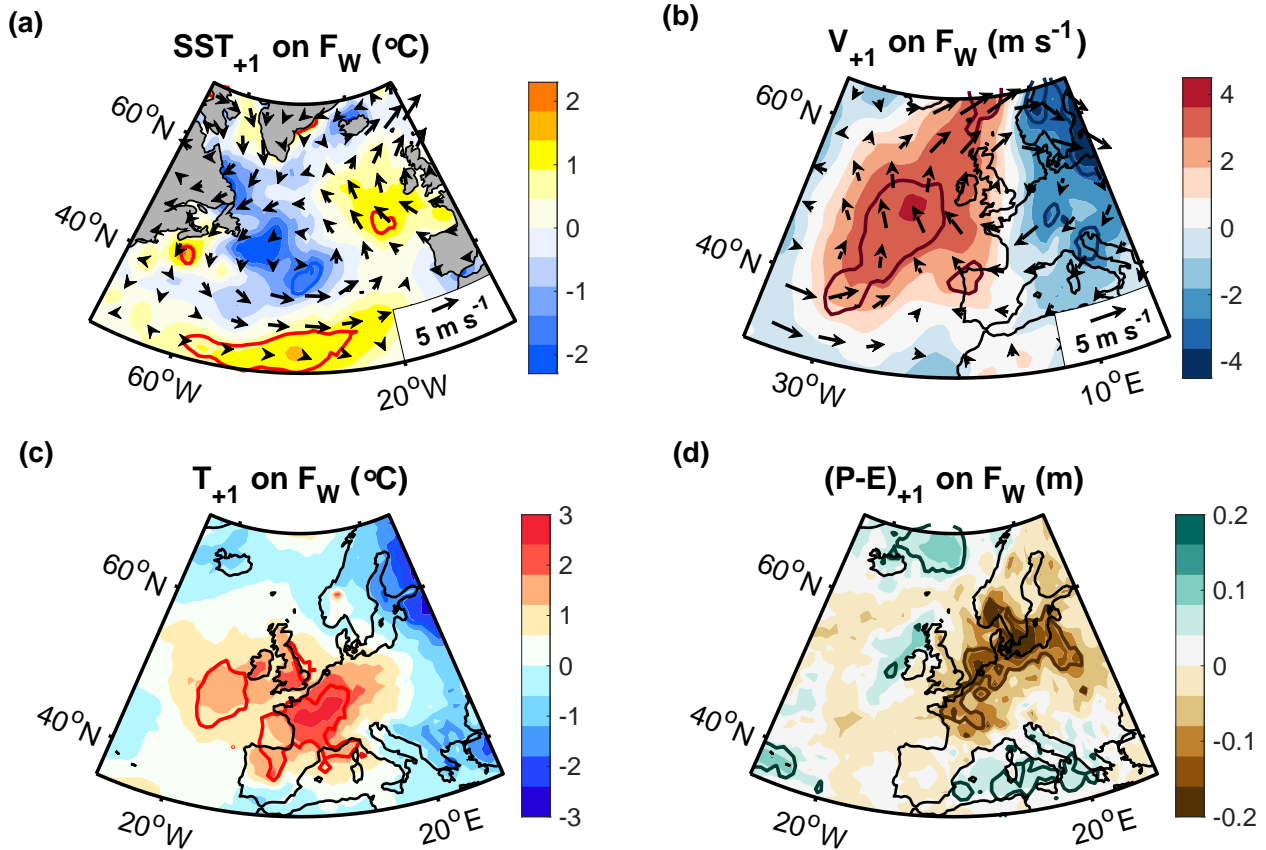 (a)
SST+1 on FW (°C)
60°N
40°N
60°W
20°W
5 m s-1
2
1
0
-1
-2
(b)
V+1 on FW (m s-1)
60°N
40°N
30°W
10°E
5 m s-1
4
2
0
-2
-4
(c)
T+1 on FW (°C)
60°N
40°N
20°W
20°E
3
2
1
0
-1
-2
-3
(d)
(P-E)+1 on FW (m)
60°N
40°N
20°W
20°E
0.2
0.1
0
-0.1
-0.2